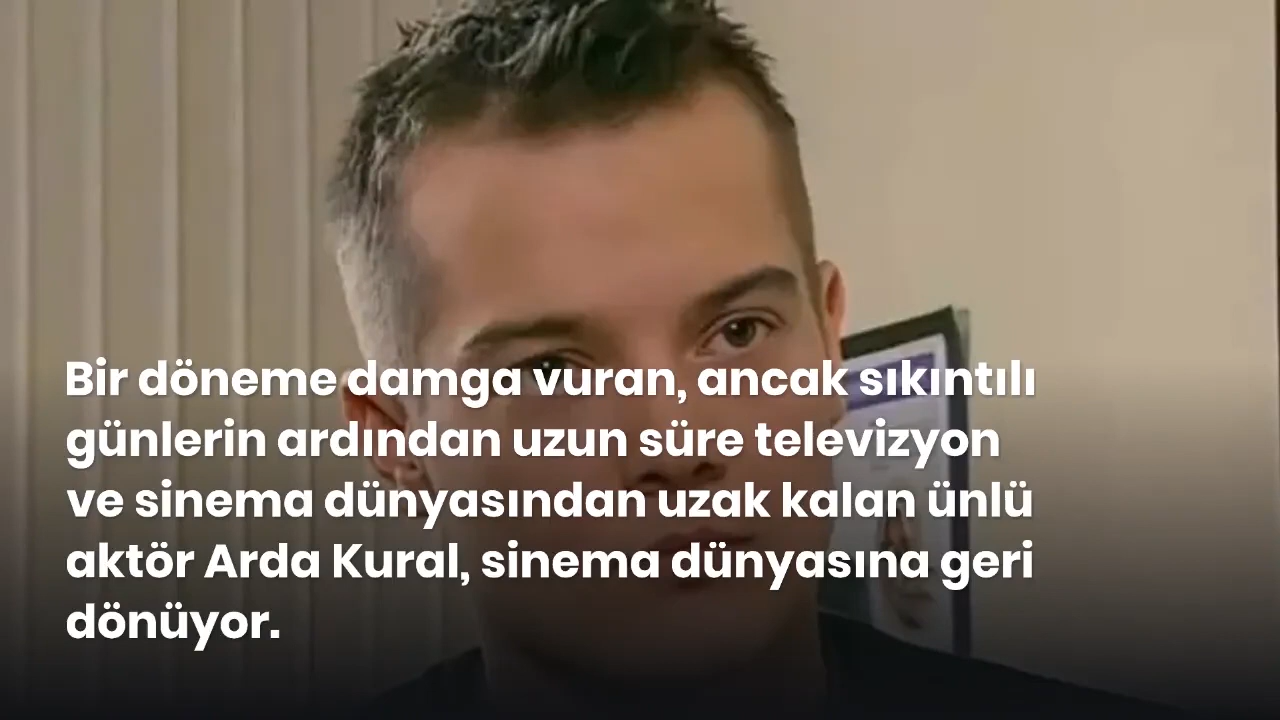 Bir döneme damga vuran, ancak sıkıntılı
günlerin ardından uzun süre televizyon
ve sinema dünyasından uzak kalan ünlü
aktör Arda Kural, sinema dünyasına geri
dönüyor.